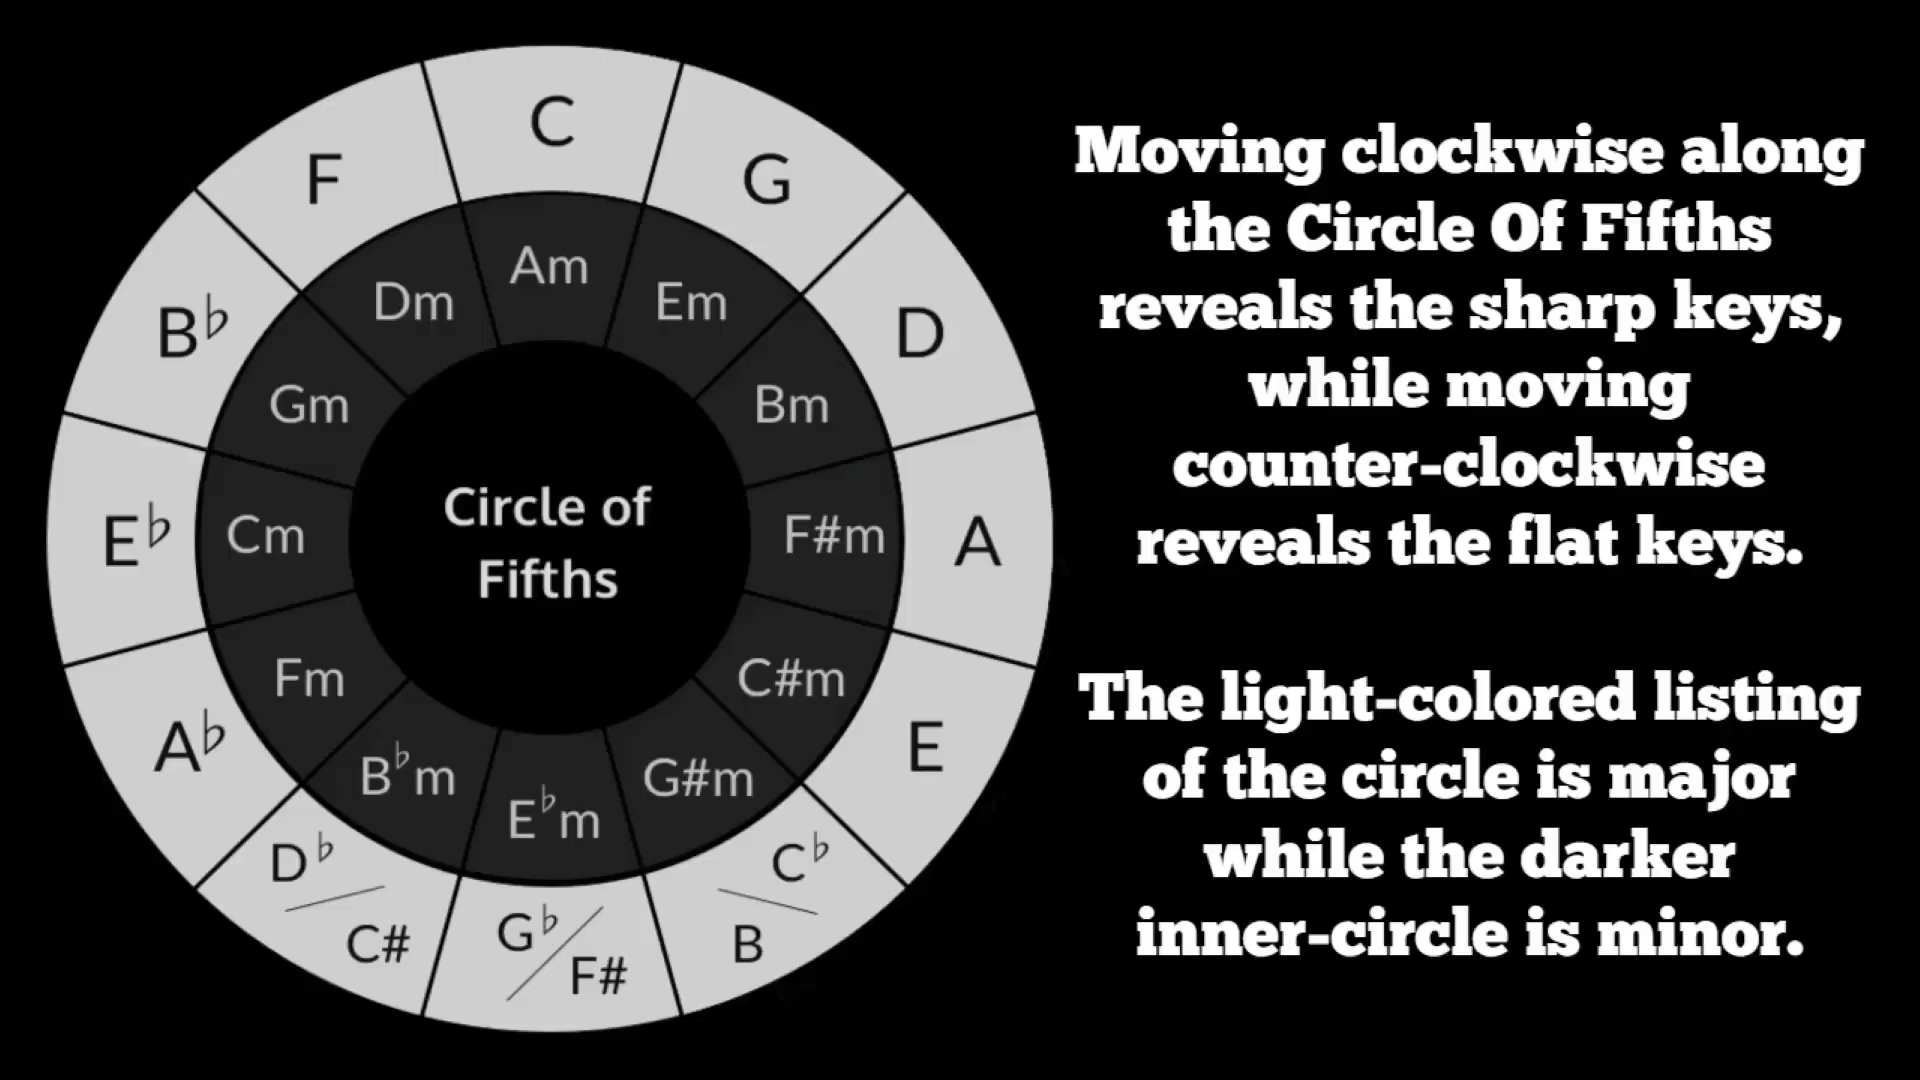 C
G
D
A
E
C♭
B
G♭
F#
D♭
C#
A♭
E♭
B♭
F
Am
Em
Bm
F#m
C#m
G#m
E♭m
B♭m
Fm
Cm
Gm
Dm
Circle of
Fifths
Moving clockwise along
the Circle Of Fifths
reveals the sharp keys,
while moving
counter-clockwise
reveals the flat keys.
The light-colored listing
of the circle is major
while the darker
inner-circle is minor.